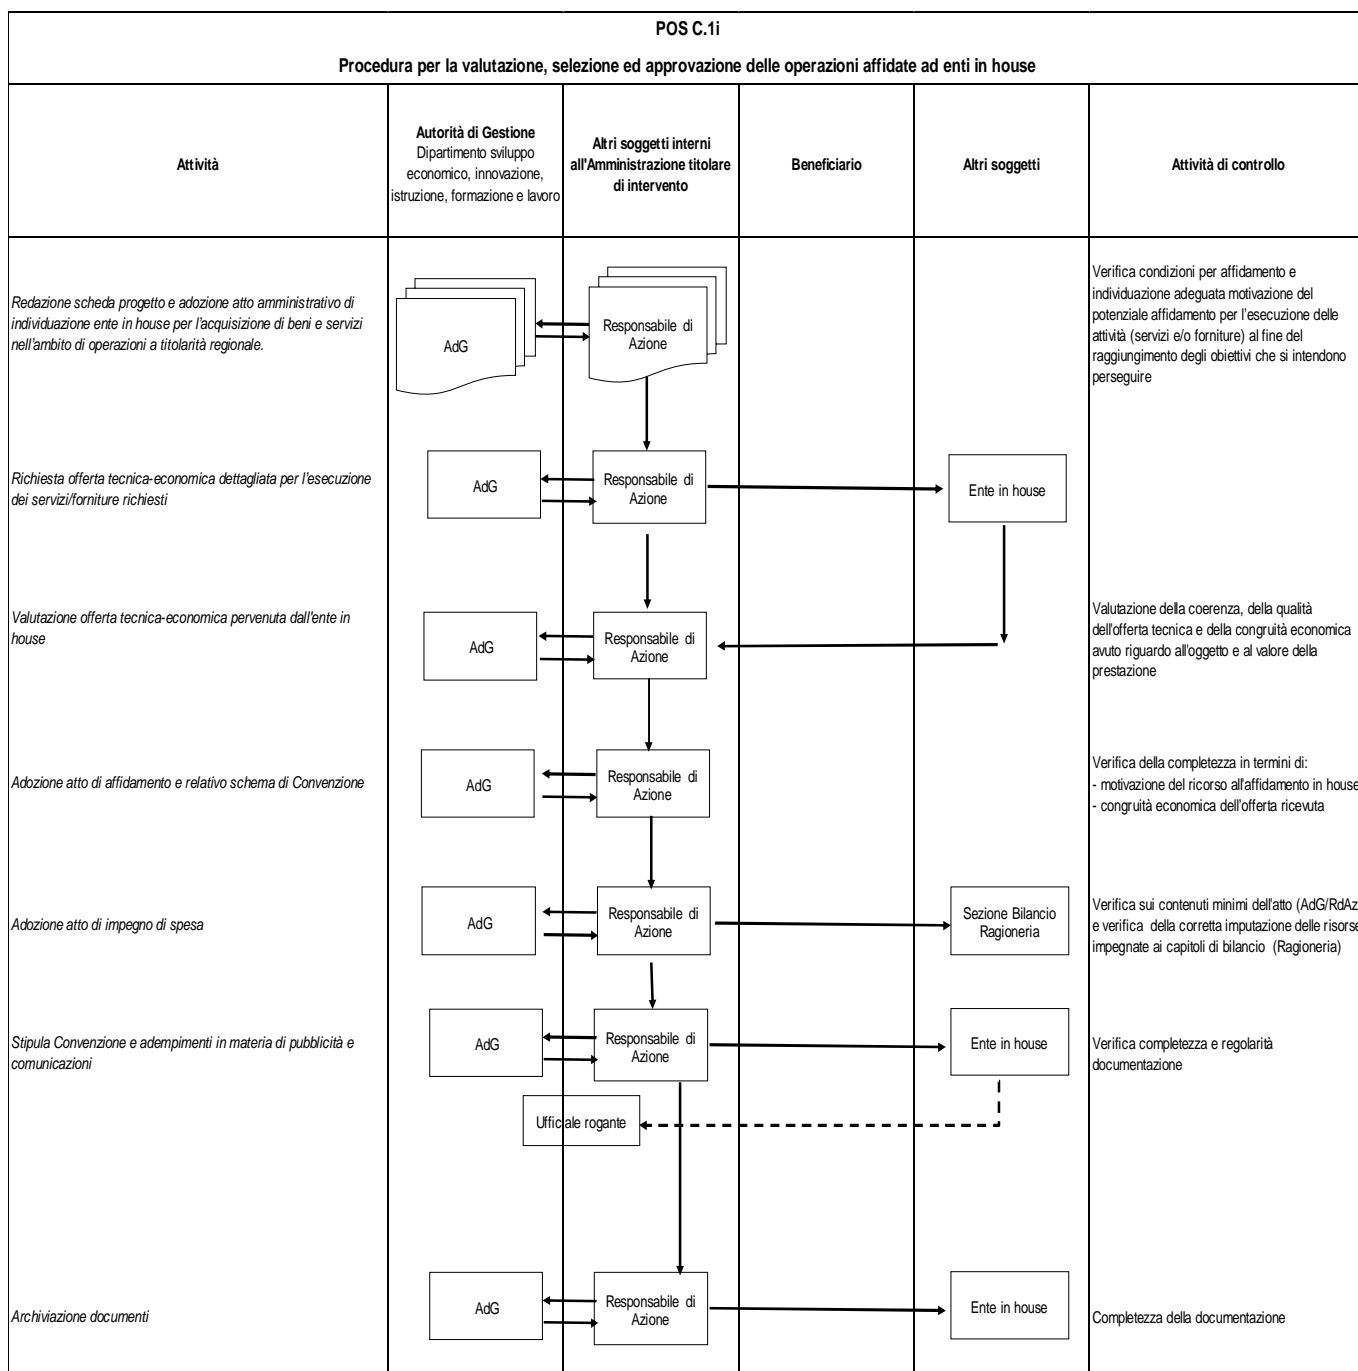 POS C.1i
Procedura per la valutazione, selezione ed approvazione delle operazioni affidate ad enti in house
Attività
Autorità di Gestione
Dipartimento sviluppo
economico, innovazione,
istruzione, formazione e lavoro
Altri soggetti interni
all'Amministrazione titolare
di intervento
Beneficiario
Altri soggetti
Attività di controllo
Redazione scheda progetto e adozione atto amministrativo di
individuazione ente in house per l'acquisizione di beni e servizi
nell'ambito di operazioni a titolarità regionale.
AdG
Responsabile di
Azione
Verifica condizioni per affidamento e
individuazione adeguata motivazione del
potenziale affidamento per l'esecuzione delle
attività (servizi e/o forniture) al fine del
raggiungimento degli obiettivi che si intendono
perseguire
Richiesta offerta tecnica-economica dettagliata per l'esecuzione
dei servizi/forniture richiesti
AdG
Responsabile di
Azione
Ente in house
Valutazione offerta tecnica-economica pervenuta dall'ente in
house
AdG
Responsabile di
Azione
Valutazione della coerenza, della qualità
dell'offerta tecnica e della congruità economica
avuto riguardo all'oggetto e al valore della
prestazione
Adozione atto di affidamento e relativo schema di Convenzione
AdG
Responsabile di
Azione
Verifica della completezza in termini di:
- motivazione del ricorso all'affidamento in house
- congruità economica dell'offerta ricevuta
Adozione atto di impegno di spesa
AdG
Responsabile di
Azione
Sezione Bilancio
Ragioneria
Verifica sui contenuti minimi dell'atto (AdG/RdAz
e verifica della corretta imputazione delle risorse
impegnate ai capitoli di bilancio (Ragioneria)
Stipula Convenzione e adempimenti in materia di pubblicità e
comunicazioni
AdG
Responsabile di
Azione
Ente in house
Verifica completezza e regolarità
documentazione
Ufficiale rogante
Archiviazione documenti
AdG
Responsabile di
Azione
Ente in house
Completezza della documentazione